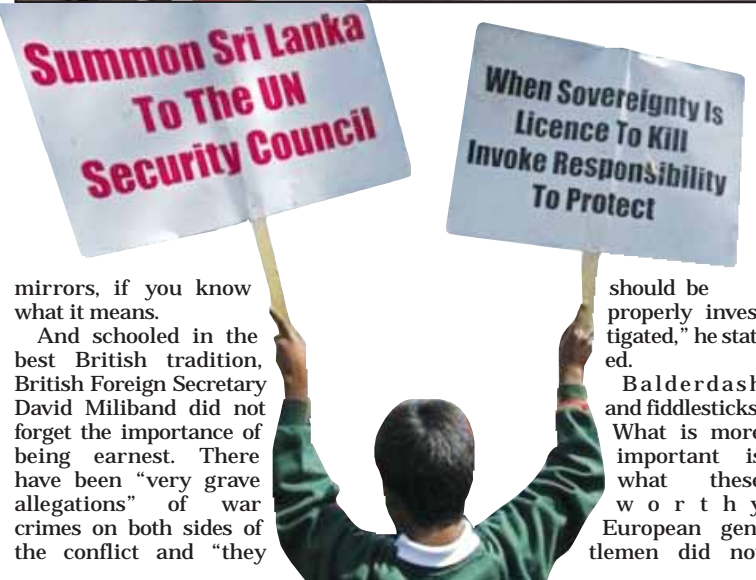 Summon Sri Lanka
To The UN
Security Council
When Sovereignty Is
Licence To Kill
Invoke Responsibility
To Protect
mirrors, if you know
what it means.
And schooled in the
best British tradition,
British Foreign Secretary
David Miliband did not
forget the importance of
being earnest. There
have been “very grave
allegations” of war
crimes on both sides of
the conflict and “they
should be
properly inves
tigated,” he stat
ed.
Balderdash
and fiddlesticks
What is more
important is
what these
worthy
European gen
tlemen did no